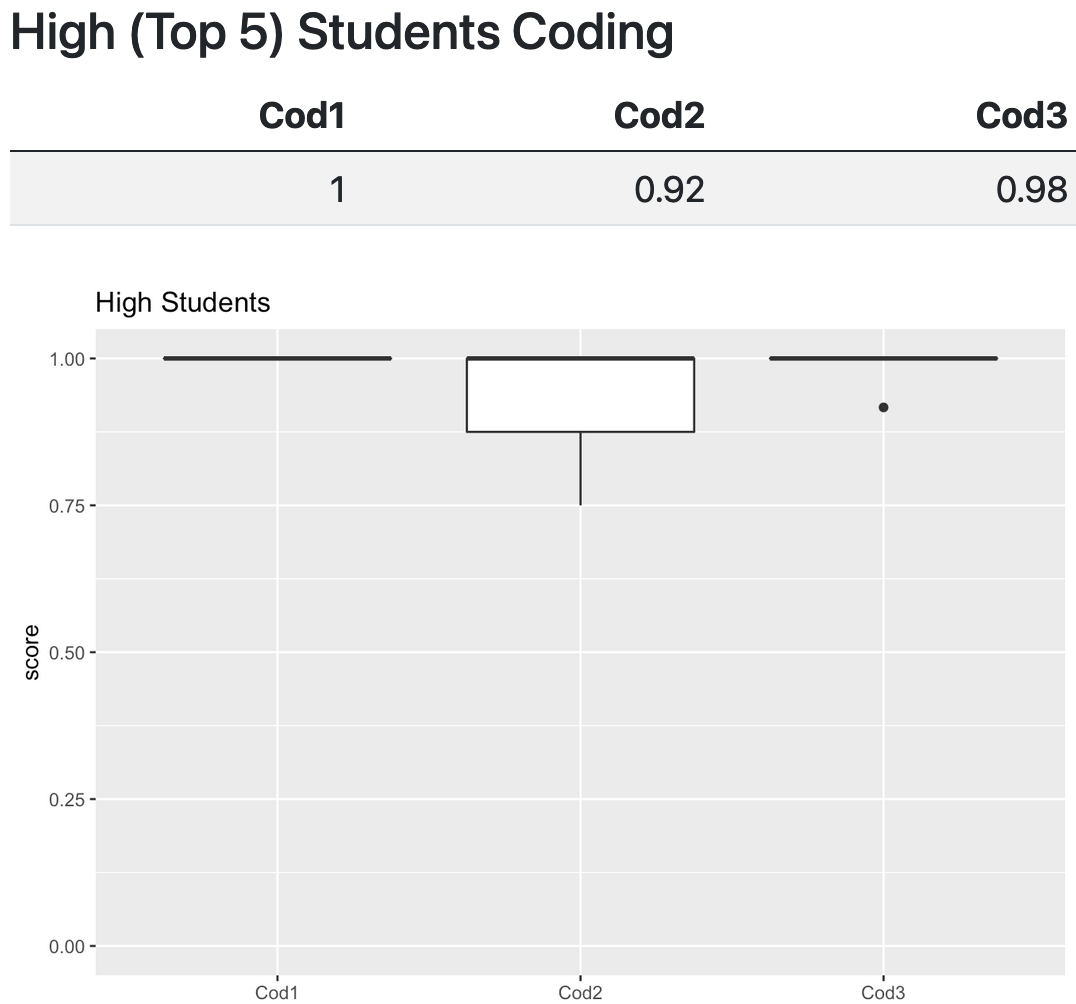 High (Top 5) Students Coding
Cod1 Cod2 Cod3
1 0.92 0.98
High Students
1.00
0.75
0.50
0.25
0.00
score
Cod1 Cod2 Cod3